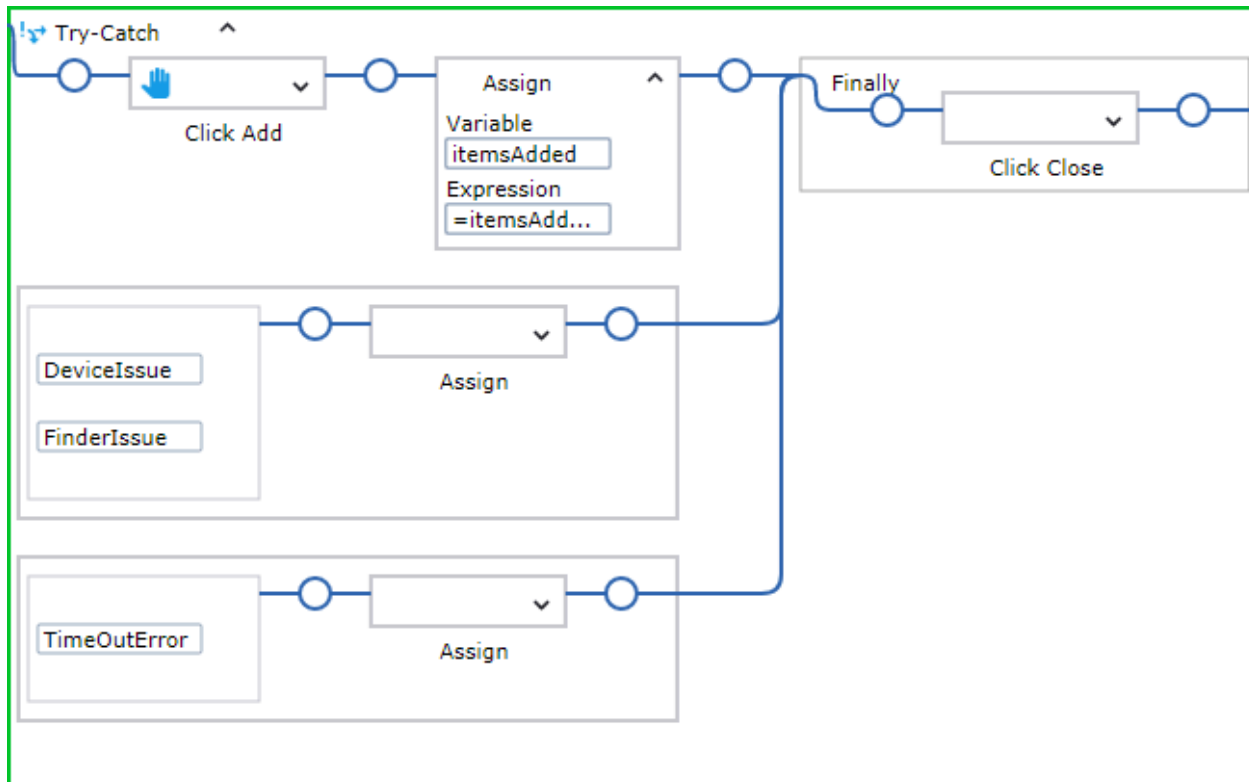 Try-Catch
Click Add
Assign
Variable
itemsAdded
Expression
=itemsAdd...
Finally
Click Close
DeviceIssue
FinderIssue
Assign
TimeOutError
Assign